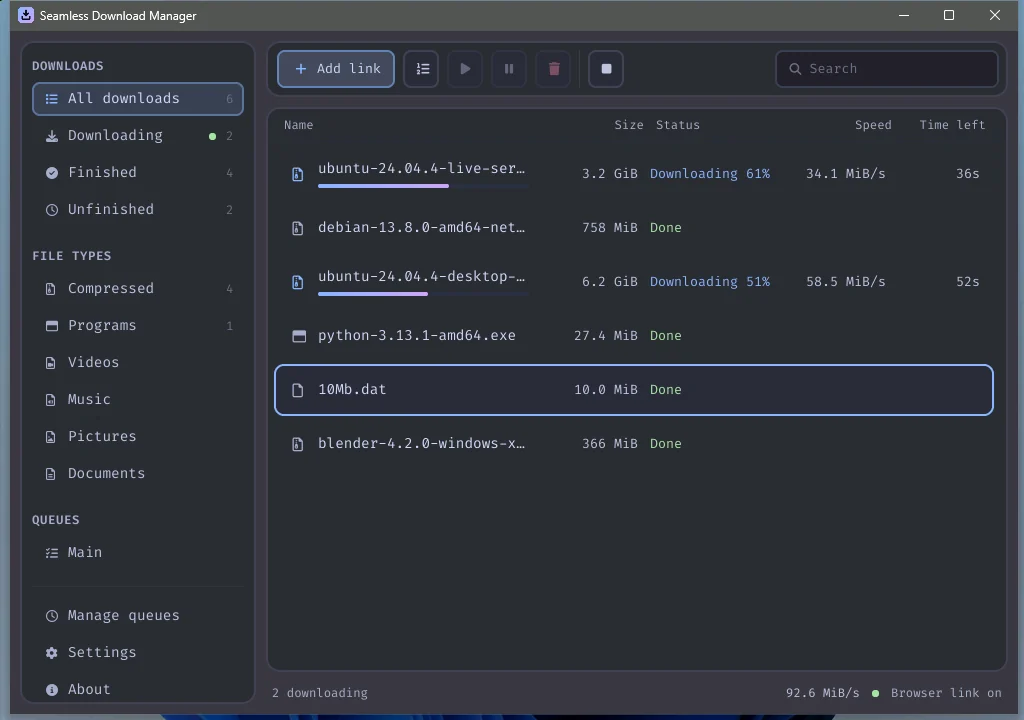 Seamless Download Manager
DOWNLOADS
All downloads 6
Downloading 2
Finished 4
Unfinished 2
FILE TYPES
Compressed 4
Programs 1
Videos
Music
Pictures
Documents
QUEUES
Main
Manage queues
Settings
About
+ Add link
Search
Name Size Status Speed Time left
ubuntu-24.04.4-live-ser… 3.2 GiB Downloading 61% 34.1 MiB/s 36s
debian-13.8.0-amd64-net… 758 MiB Done
ubuntu-24.04.4-desktop-… 6.2 GiB Downloading 51% 58.5 MiB/s 52s
python-3.13.1-amd64.exe 27.4 MiB Done
10Mb.dat 10.0 MiB Done
blender-4.2.0-windows-x… 366 MiB Done
2 downloading 92.6 MiB/s Browser link on